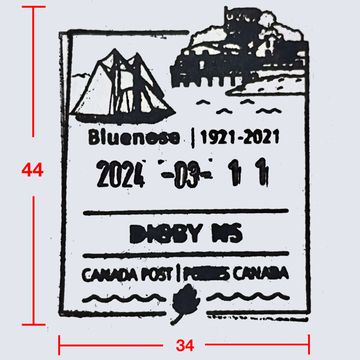 Bluenose | 1921-2021
2024 -03- 11
DIGBY NS
CANADA POST | POSTES CANADA
44
34